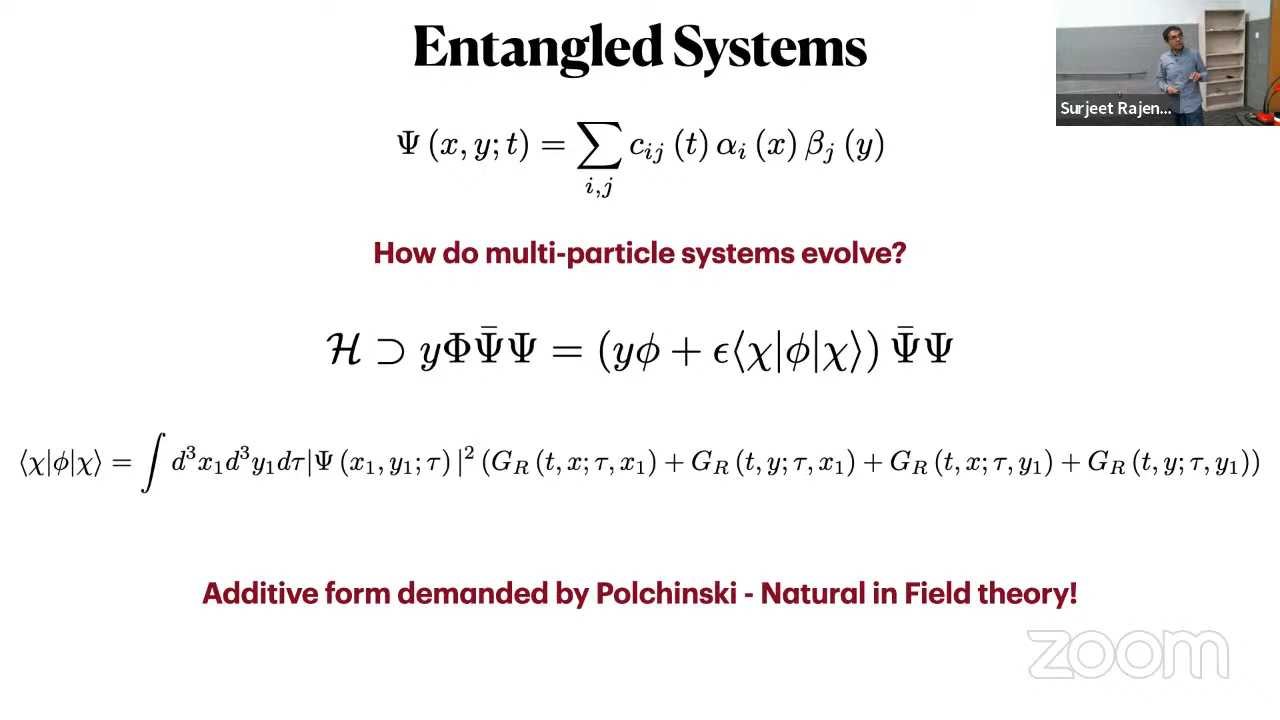 Entangled Systems
Surjeet Rajen...
Ψ (x, y; t) = ∑_{i,j} c_{ij} (t) α_i (x) β_j (y)
How do multi-particle systems evolve?
ℋ ⊃ yΦΨ̄Ψ = (yϕ + ϵ⟨χ|ϕ|χ⟩) Ψ̄Ψ
⟨χ|ϕ|χ⟩ = ∫ d³x₁d³y₁dτ|Ψ (x₁, y₁; τ) |² (G_R (t, x; τ, x₁) + G_R (t, y; τ, x₁) + G_R (t, x; τ, y₁) + G_R (t, y; τ, y₁))
Additive form demanded by Polchinski - Natural in Field theory!
zoom